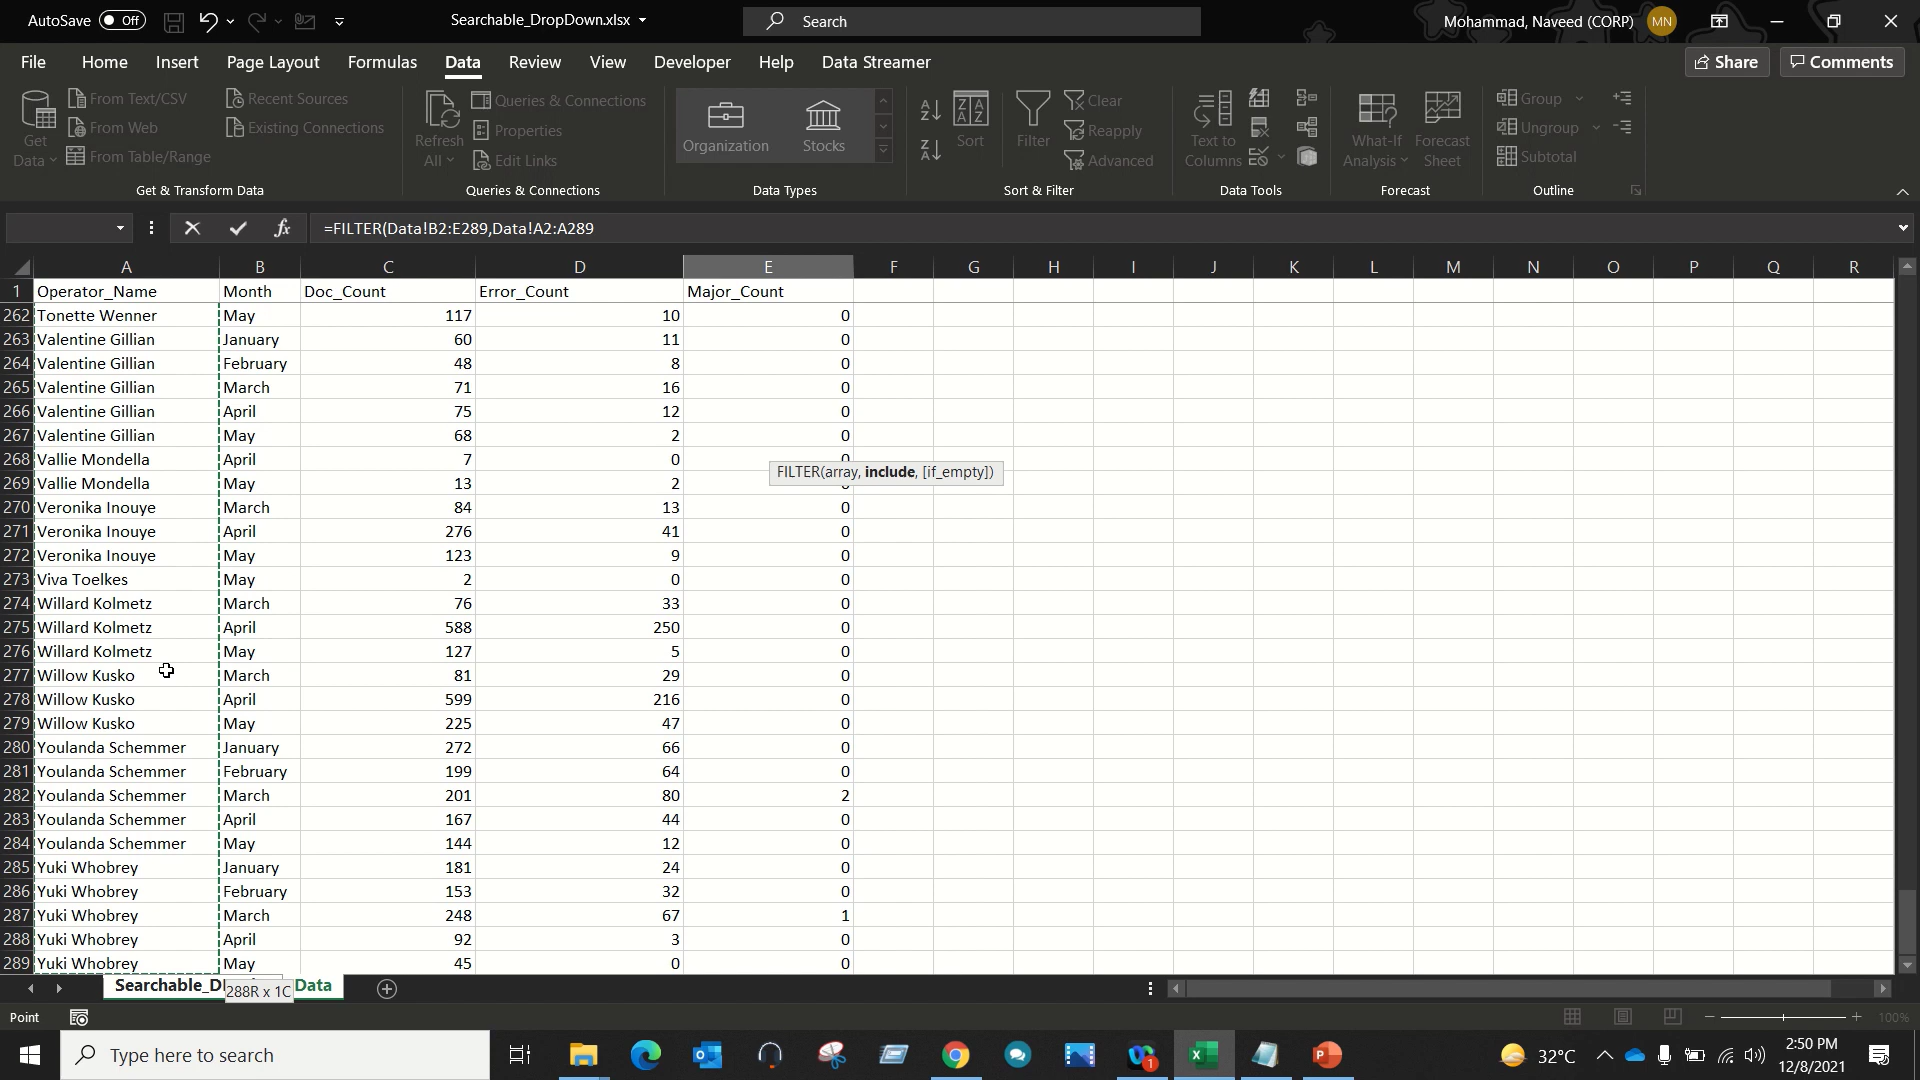 AutoSave Off Searchable_DropDown.xlsx Search Mohammad, Naveed (CORP) MN
File Home Insert Page Layout Formulas Data Review View Developer Help Data Streamer Share Comments
Get Data From Text/CSV From Web From Table/Range Recent Sources Existing Connections
Get & Transform Data
Refresh All Queries & Connections Properties Edit Links
Queries & Connections
Organization Stocks
Data Types
Sort Filter Clear Reapply Advanced
Sort & Filter
Text to Columns
Data Tools
What-If Analysis Forecast Sheet
Forecast
Group Ungroup Subtotal
Outline
fx =FILTER(Data!B2:E289,Data!A2:A289
A B C D E F G H I J K L M N O P Q R
1 Operator_Name Month Doc_Count Error_Count Major_Count
262 Tonette Wenner May 117 10 0
263 Valentine Gillian January 60 11 0
264 Valentine Gillian February 48 8 0
265 Valentine Gillian March 71 16 0
266 Valentine Gillian April 75 12 0
267 Valentine Gillian May 68 2 0
268 Vallie Mondella April 7 0
FILTER(array, include, [if_empty])
269 Vallie Mondella May 13 2
270 Veronika Inouye March 84 13 0
271 Veronika Inouye April 276 41 0
272 Veronika Inouye May 123 9 0
273 Viva Toelkes May 2 0 0
274 Willard Kolmetz March 76 33 0
275 Willard Kolmetz April 588 250 0
276 Willard Kolmetz May 127 5 0
277 Willow Kusko March 81 29 0
278 Willow Kusko April 599 216 0
279 Willow Kusko May 225 47 0
280 Youlanda Schemmer January 272 66 0
281 Youlanda Schemmer February 199 64 0
282 Youlanda Schemmer March 201 80 2
283 Youlanda Schemmer April 167 44 0
284 Youlanda Schemmer May 144 12 0
285 Yuki Whobrey January 181 24 0
286 Yuki Whobrey February 153 32 0
287 Yuki Whobrey March 248 67 1
288 Yuki Whobrey April 92 3 0
289 Yuki Whobrey May 45 0 0
Searchable_D 288R x 1C Data
Point 100%
Type here to search 1 32°C 2:50 PM
12/8/2021